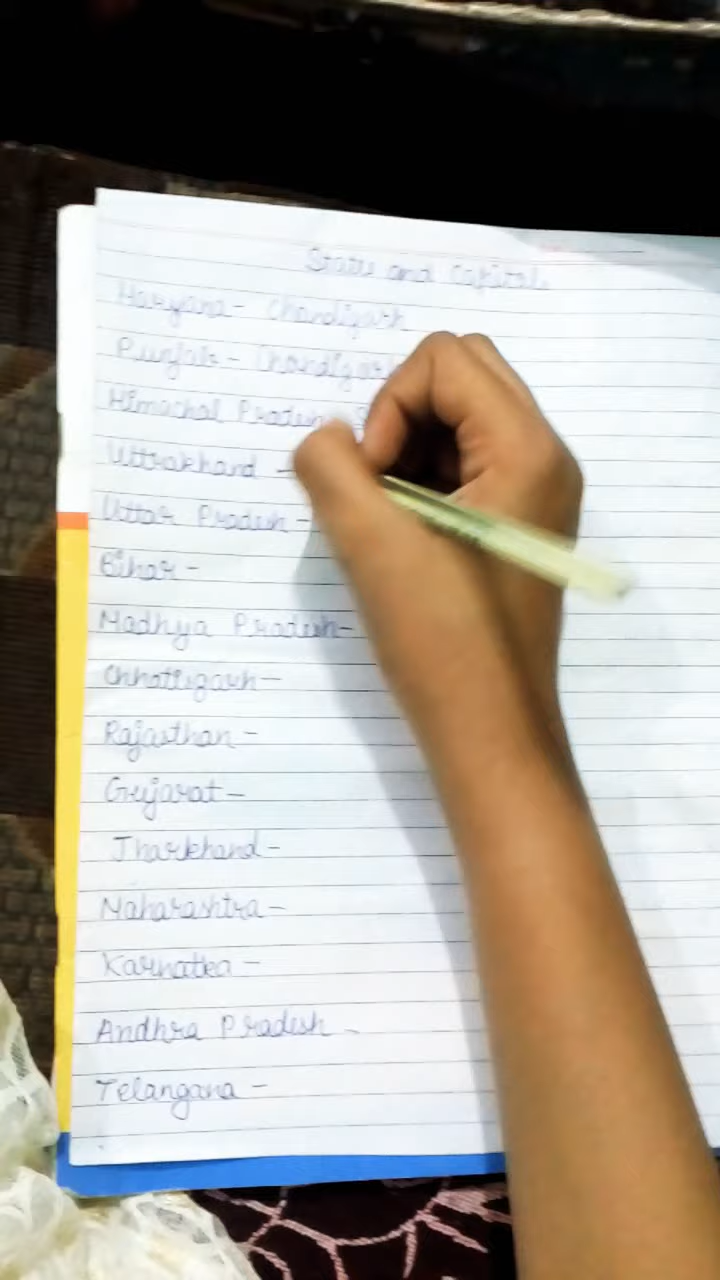 State and Capital
Haryana- Chandigarh
Punjab- Chandigarh
Himachal Pradesh S
Uttrakhand -
Uttar Pradesh -
Bihar -
Madhya Pradesh-
Chhattisgarh -
Rajasthan -
Gujarat -
Jharkhand -
Maharashtra -
Karnatka -
Andhra Pradesh -
Telangana -